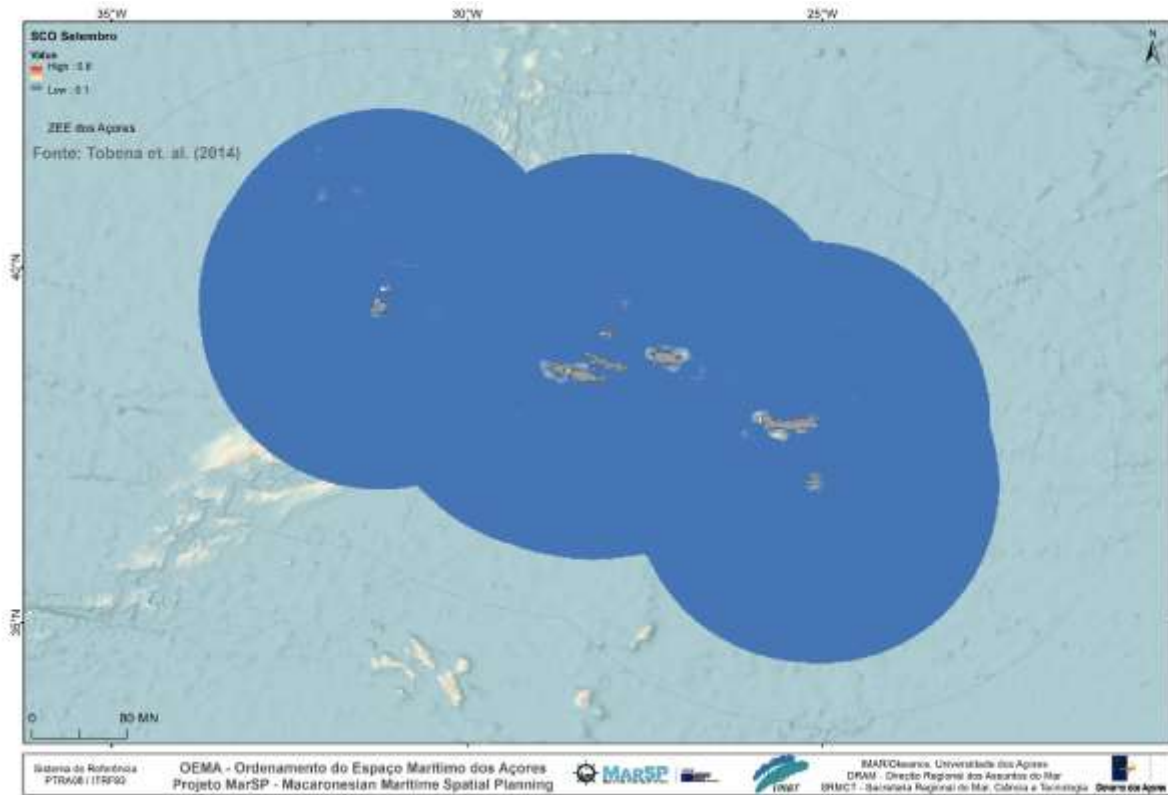 35°W 30°W 25°W
SCO Setembro
Value
High : 0.8
Low : 0.1
ZEE dos Açores
Fonte: Tobena et. al. (2014)
N
40°N
35°N
0 80 MN
Sistema de Referência
PTRA08 / ITRF93
OEMA - Ordenamento do Espaço Marítimo dos Açores
Projeto MarSP - Macaronesian Maritime Spatial Planning
MARSP
IMAR
IMAR/Okeanos, Universidade dos Açores
DRAM - Direção Regional dos Assuntos do Mar
SRMCT - Secretaria Regional do Mar, Ciência e Tecnologia
Governo dos Açores